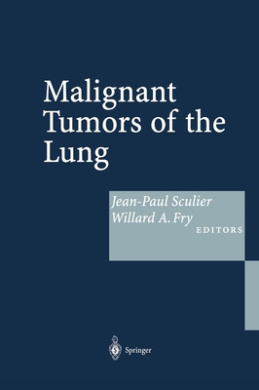 Malignant
Tumors of the
Lung
Jean-Paul Sculier
Willard A. Fry
EDITORS
Springer